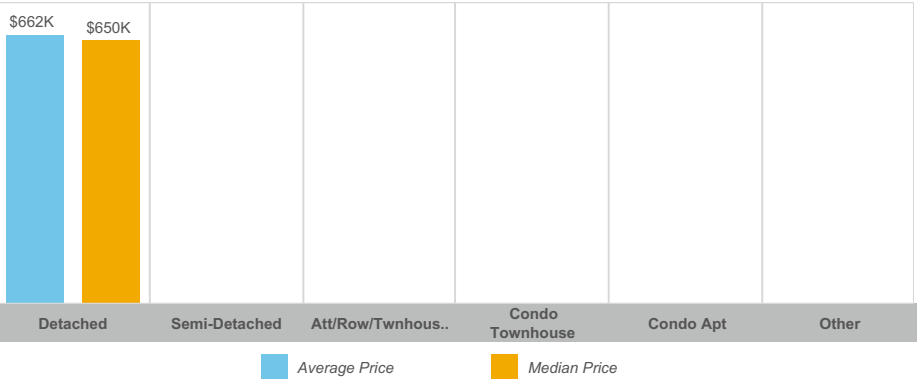 $662K
$650K
Detached
Semi-Detached
Att/Row/Twnhous..
Condo
Townhouse
Condo Apt
Other
Average Price
Median Price